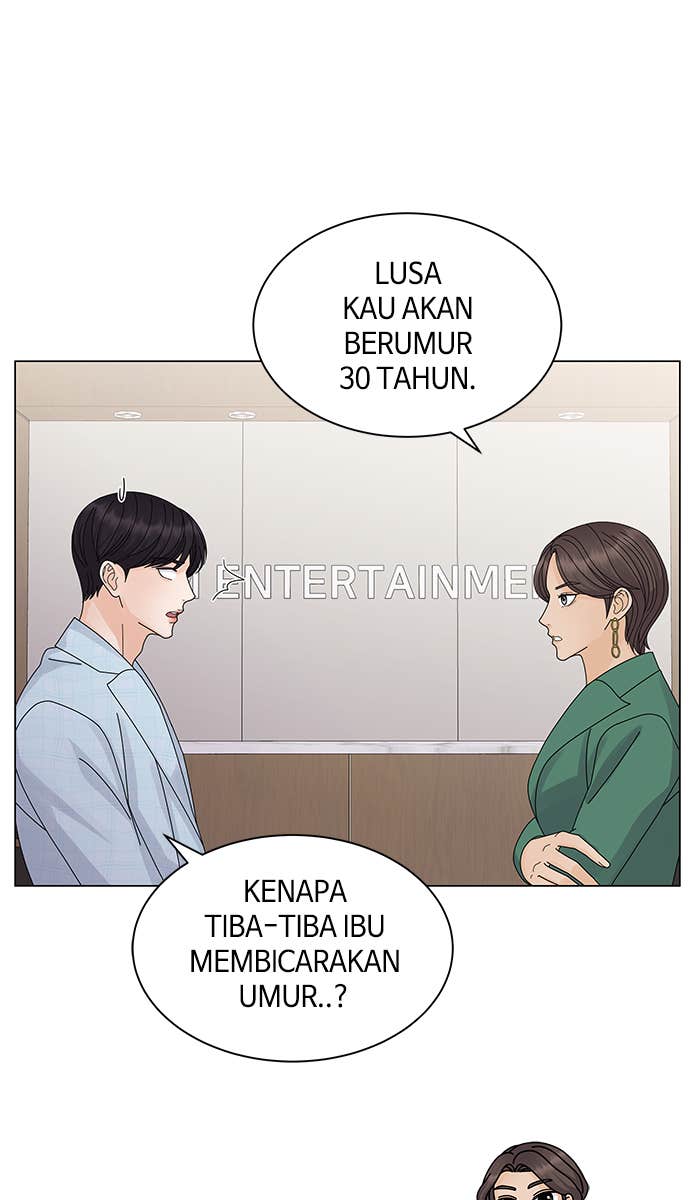 LUSA
KAU AKAN
BERUMUR
30 TAHUN.
ENTERTAINME
KENAPA
TIBA-TIBA IBU
MEMBICARAKAN
UMUR..?